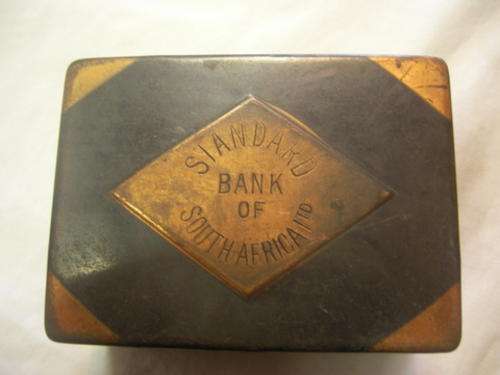 STANDARD
BANK
OF
SOUTH AFRICA LTD